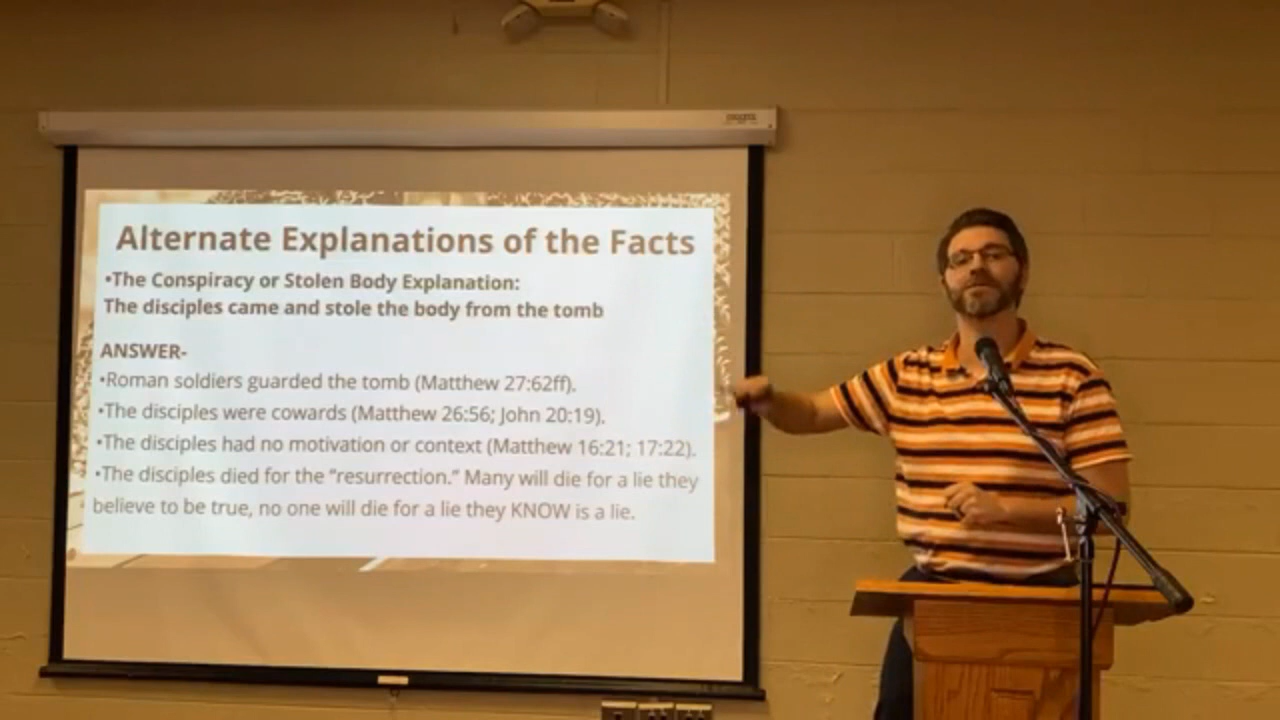 Alternate Explanations of the Facts
•The Conspiracy or Stolen Body Explanation:
The disciples came and stole the body from the tomb
ANSWER-
•Roman soldiers guarded the tomb (Matthew 27:62ff).
•The disciples were cowards (Matthew 26:56; John 20:19).
•The disciples had no motivation or context (Matthew 16:21; 17:22).
•The disciples died for the “resurrection.” Many will die for a lie they
believe to be true, no one will die for a lie they KNOW is a lie.